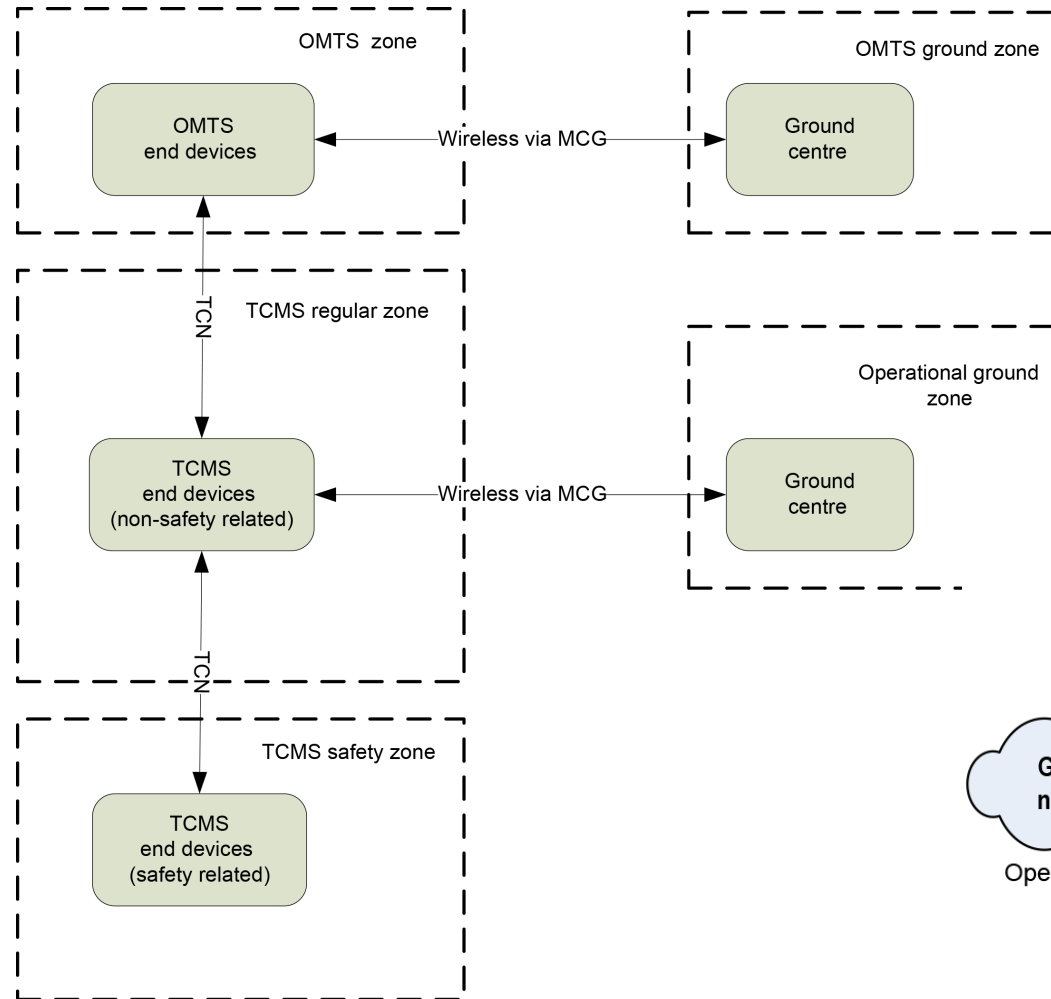 OMTS zone
OMTS
end devices
Wireless via MCG
OMTS ground zone
Ground
centre
TCN
TCMS regular zone
TCMS
end devices
(non-safety related)
Wireless via MCG
Operational ground
zone
Ground
centre
TCN
TCMS safety zone
TCMS
end devices
(safety related)